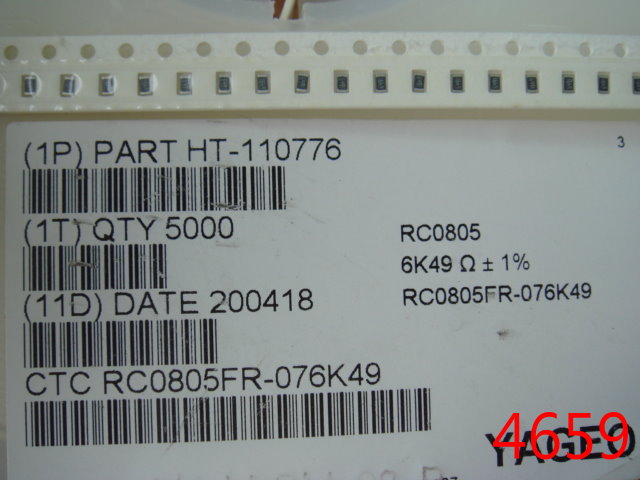 3
(1P) PART HT-110776
(1T) QTY 5000
RC0805
6K49 Ω ± 1%
(11D) DATE 200418
RC0805FR-076K49
CTC RC0805FR-076K49
4659
YAGEO